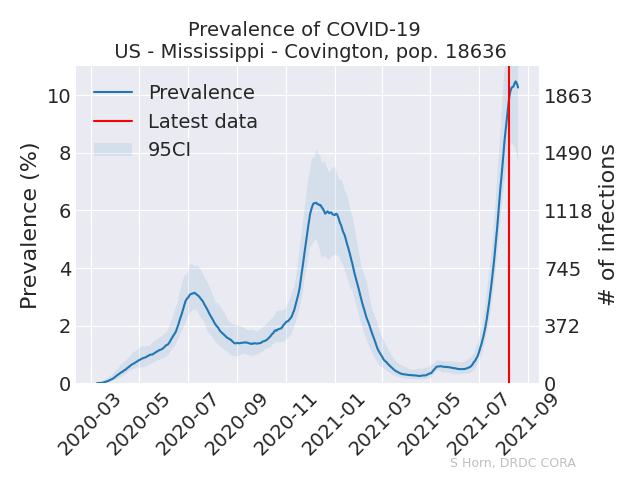 Prevalence of COVID-19
US - Mississippi - Covington, pop. 18636
Prevalence
Latest data
95CI
Prevalence (%)
10
8
6
4
2
0
1863
1490
1118
745
372
0
# of infections
2020-03
2020-05
2020-07
2020-09
2020-11
2021-01
2021-03
2021-05
2021-07
2021-09
S Horn, DRDC CORA